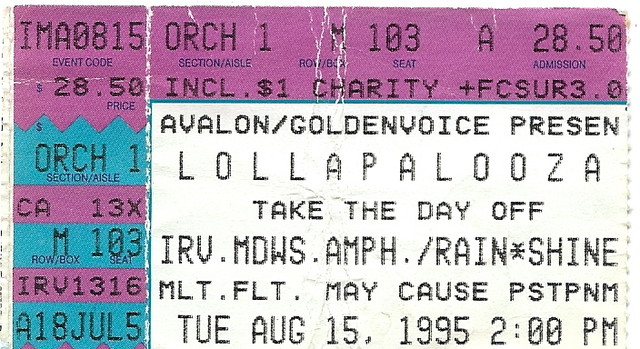 IMA0815
EVENT CODE
$ 28.50
PRICE
$
ORCH 1
SECTION/AISLE
CA 13X
M 103
ROW/BOX SEAT
IRV1316
A18JUL5
ORCH 1 M 103 A 28.50
SECTION/AISLE ROW/BOX SEAT ADMISSION
INCL.$1 CHARITY +FCSUR3.0
AVALON/GOLDENVOICE PRESEN
LOLLAPALOOZA
TAKE THE DAY OFF
IRV.MDWS.AMPH./RAIN*SHINE
MLT.FLT. MAY CAUSE PSTPNM
TUE AUG 15, 1995 2:00 PM